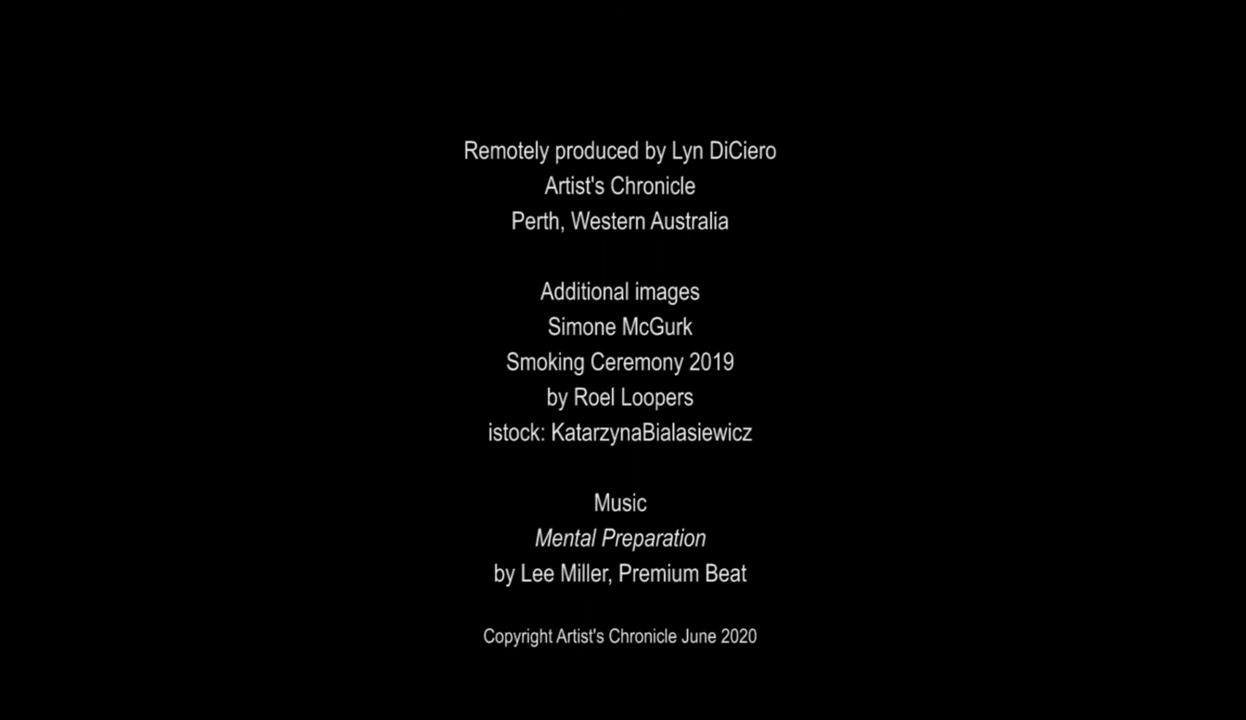 Remotely produced by Lyn DiCiero
Artist's Chronicle
Perth, Western Australia
Additional images
Simone McGurk
Smoking Ceremony 2019
by Roel Loopers
istock: KatarzynaBialasiewicz
Music
Mental Preparation
by Lee Miller, Premium Beat
Copyright Artist's Chronicle June 2020